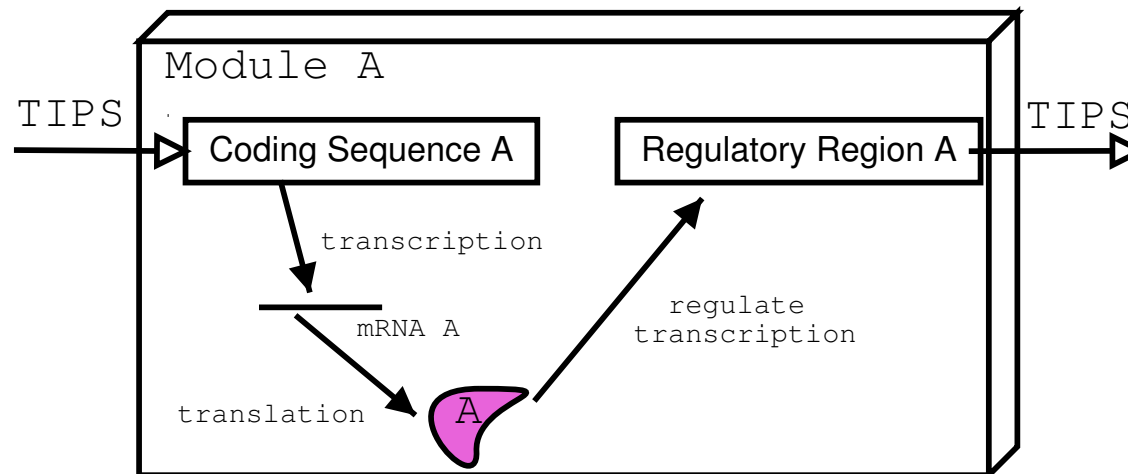 Module A
TIPS
TIPS
Coding Sequence A
Regulatory Region A
transcription
mRNA A
regulate
transcription
translation
A